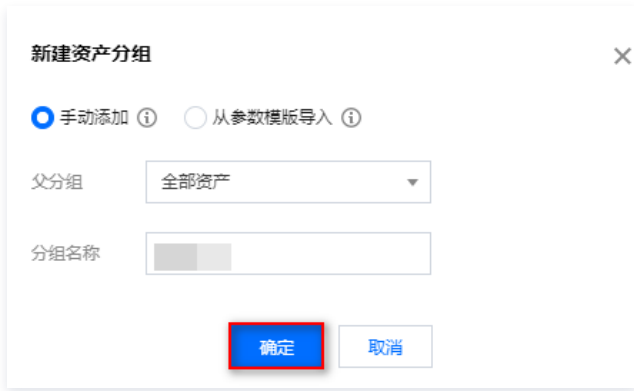 新建资产分组
手动添加 从参数模版导入
父分组 全部资产
分组名称
确定 取消